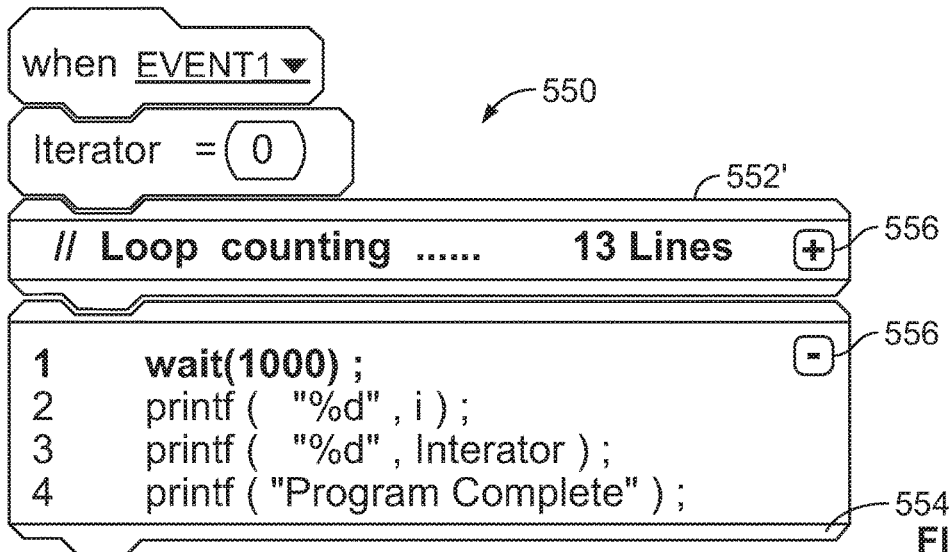 when EVENT1
550
Iterator = 0
552'
// Loop counting ...... 13 Lines +
556
1 wait(1000) ;
-
556
2 printf ( "%d" , i ) ;
3 printf ( "%d" , Interator ) ;
4 printf ( "Program Complete" ) ;
554